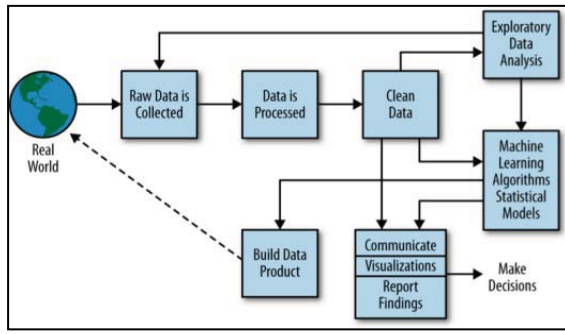 Exploratory
Data
Analysis
Raw Data is
Collected
Data is
Processed
Clean
Data
Real
World
Machine
Learning
Algorithms
Statistical
Models
Build Data
Product
Communicate
Visualizations
Report
Findings
Make
Decisions